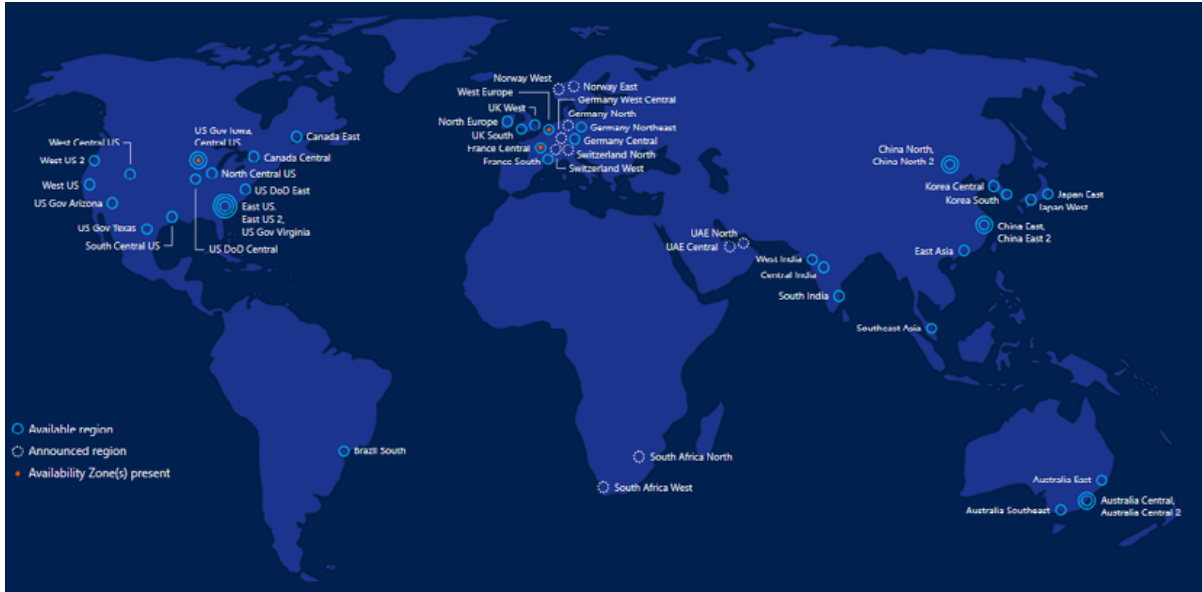 Norway West
Norway East
West Europe
Germany West Central
UK West
Germany North
North Europe
Germany Northeast
UK South
Germany Central
France Central
Switzerland North
France South
Switzerland West
US Gov Iowa,
Central US
Canada East
West Central US
West US 2
Canada Central
North Central US
West US
US DoD East
US Gov Arizona
East US,
East US 2,
US Gov Virginia
US Gov Texas
South Central US
US DoD Central
China North,
China North 2
Korea Central
Korea South
Japan East
Japan West
China East,
China East 2
East Asia
UAE North
UAE Central
West India
Central India
South India
Southeast Asia
Available region
Announced region
Availability Zone(s) present
Brazil South
South Africa North
South Africa West
Australia East
Australia Central,
Australia Central 2
Australia Southeast